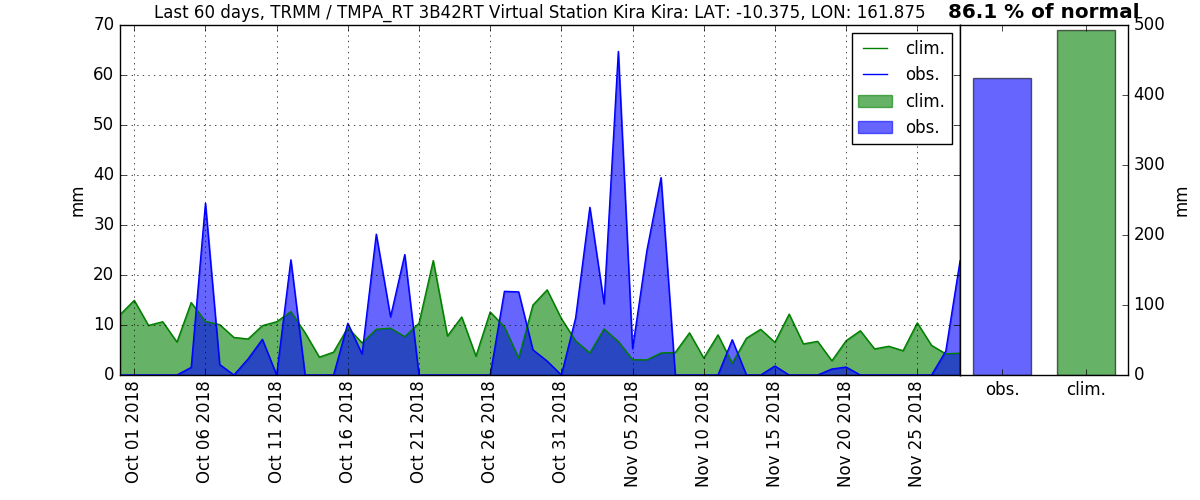 Last 60 days, TRMM / TMPA_RT 3B42RT Virtual Station Kira Kira: LAT: -10.375, LON: 161.875
86.1 % of normal
70
60
50
40
30
20
10
0
mm
clim.
obs.
clim.
obs.
Oct 01 2018
Oct 06 2018
Oct 11 2018
Oct 16 2018
Oct 21 2018
Oct 26 2018
Oct 31 2018
Nov 05 2018
Nov 10 2018
Nov 15 2018
Nov 20 2018
Nov 25 2018
500
400
300
200
100
0
mm
obs.
clim.